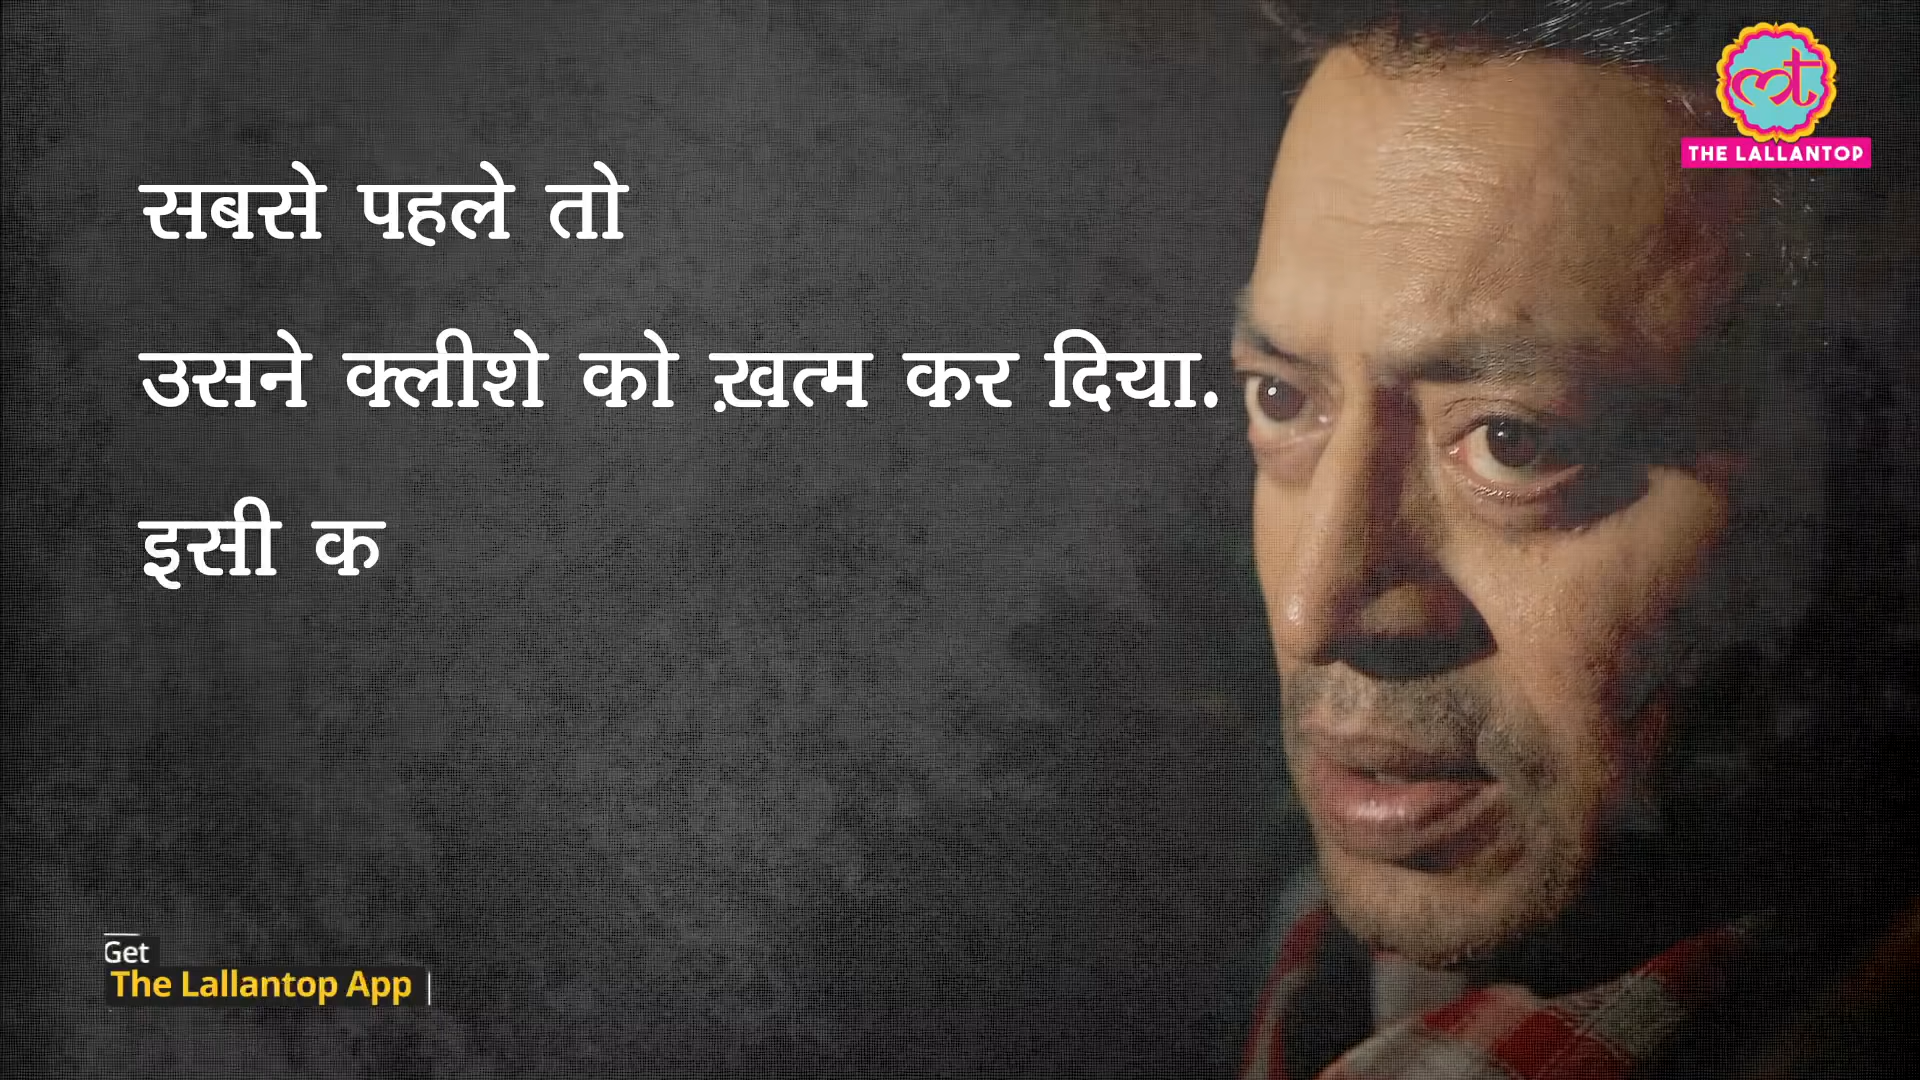 सबसे पहले तो
उसने क्लीशे को ख़त्म कर दिया.
इसी क
THE LALLANTOP
Get
The Lallantop App